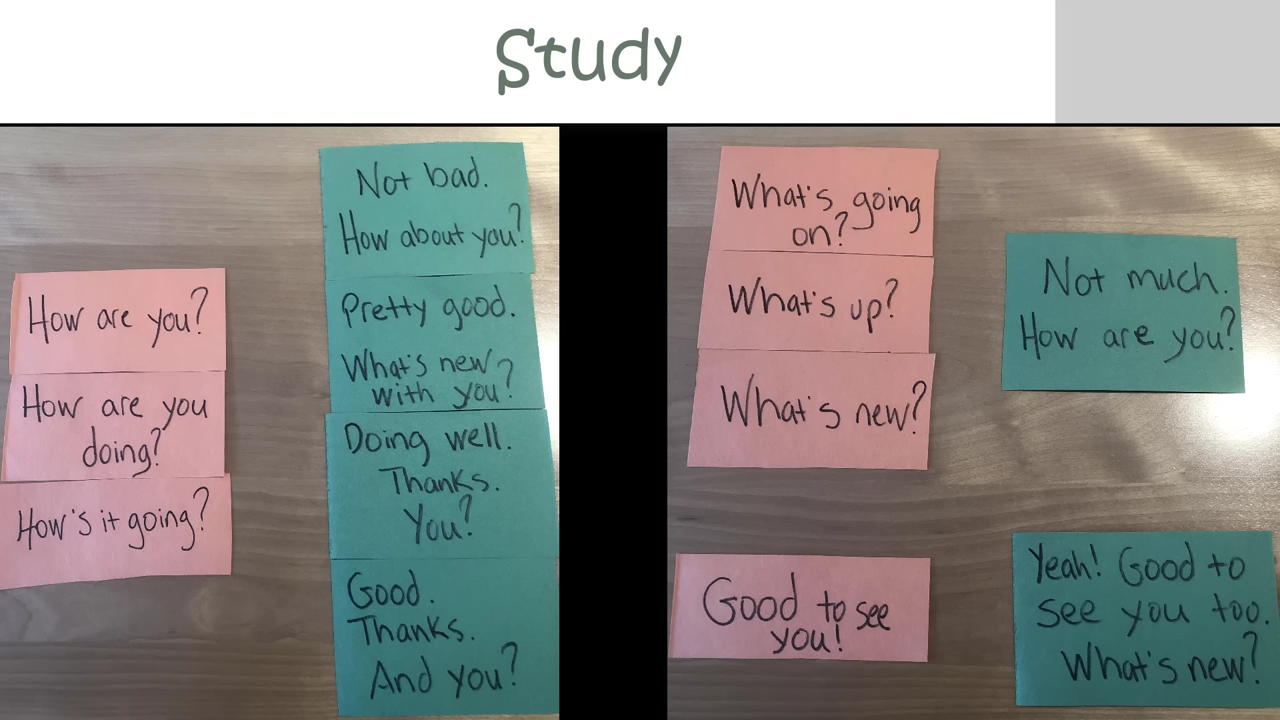 Study
How are you?
How are you
doing?
How's it going?
Not bad.
How about you?
Pretty good.
What's new
with you?
Doing well.
Thanks.
You?
Good.
Thanks.
And you?
What's going
on?
What's up?
What's new?
Not much.
How are you?
Good to see
you!
Yeah! Good to
see you too.
What's new?